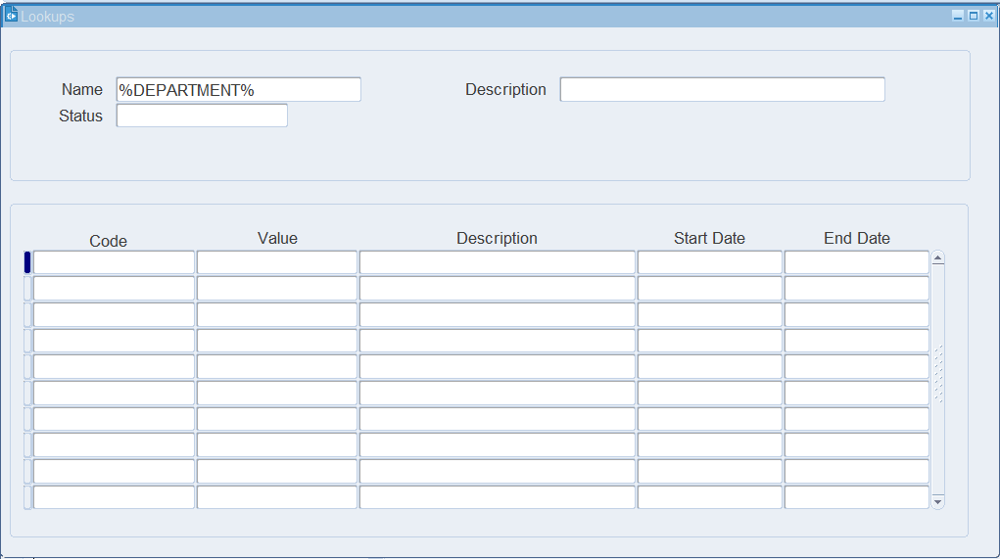 Lookups
Name %DEPARTMENT% Description
Status
Code Value Description Start Date End Date